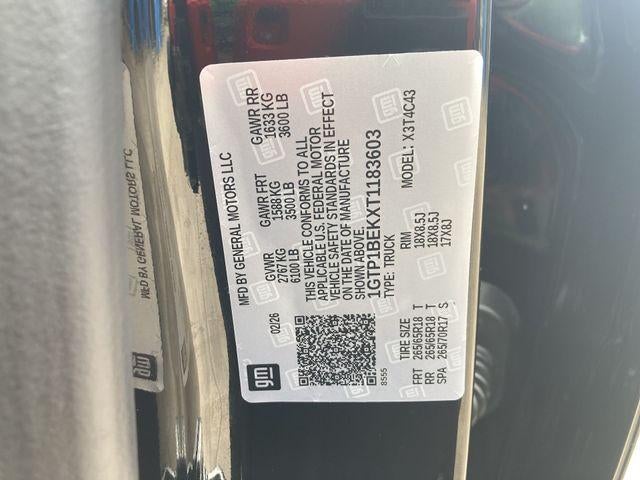 MFD BY GENERAL MOTORS LLC
02/26
GVWR
2767 KG
6100 LB
GAWR FRT
1588 KG
3500 LB
GAWR RR
1633 KG
3600 LB
THIS VEHICLE CONFORMS TO ALL
APPLICABLE U.S. FEDERAL MOTOR
VEHICLE SAFETY STANDARDS IN EFFECT
ON THE DATE OF MANUFACTURE
SHOWN ABOVE.
1GTP1BEKXT1183603
TYPE: TRUCK
MODEL: X3T4C43
8555
TIRE SIZE RIM
FRT 265/65R18 T 18X8.5J
RR 265/65R18 T 18X8.5J
SPA 265/70R17 S 17X8J
gm
MFD BY GENERAL MOTORS LLC
gm